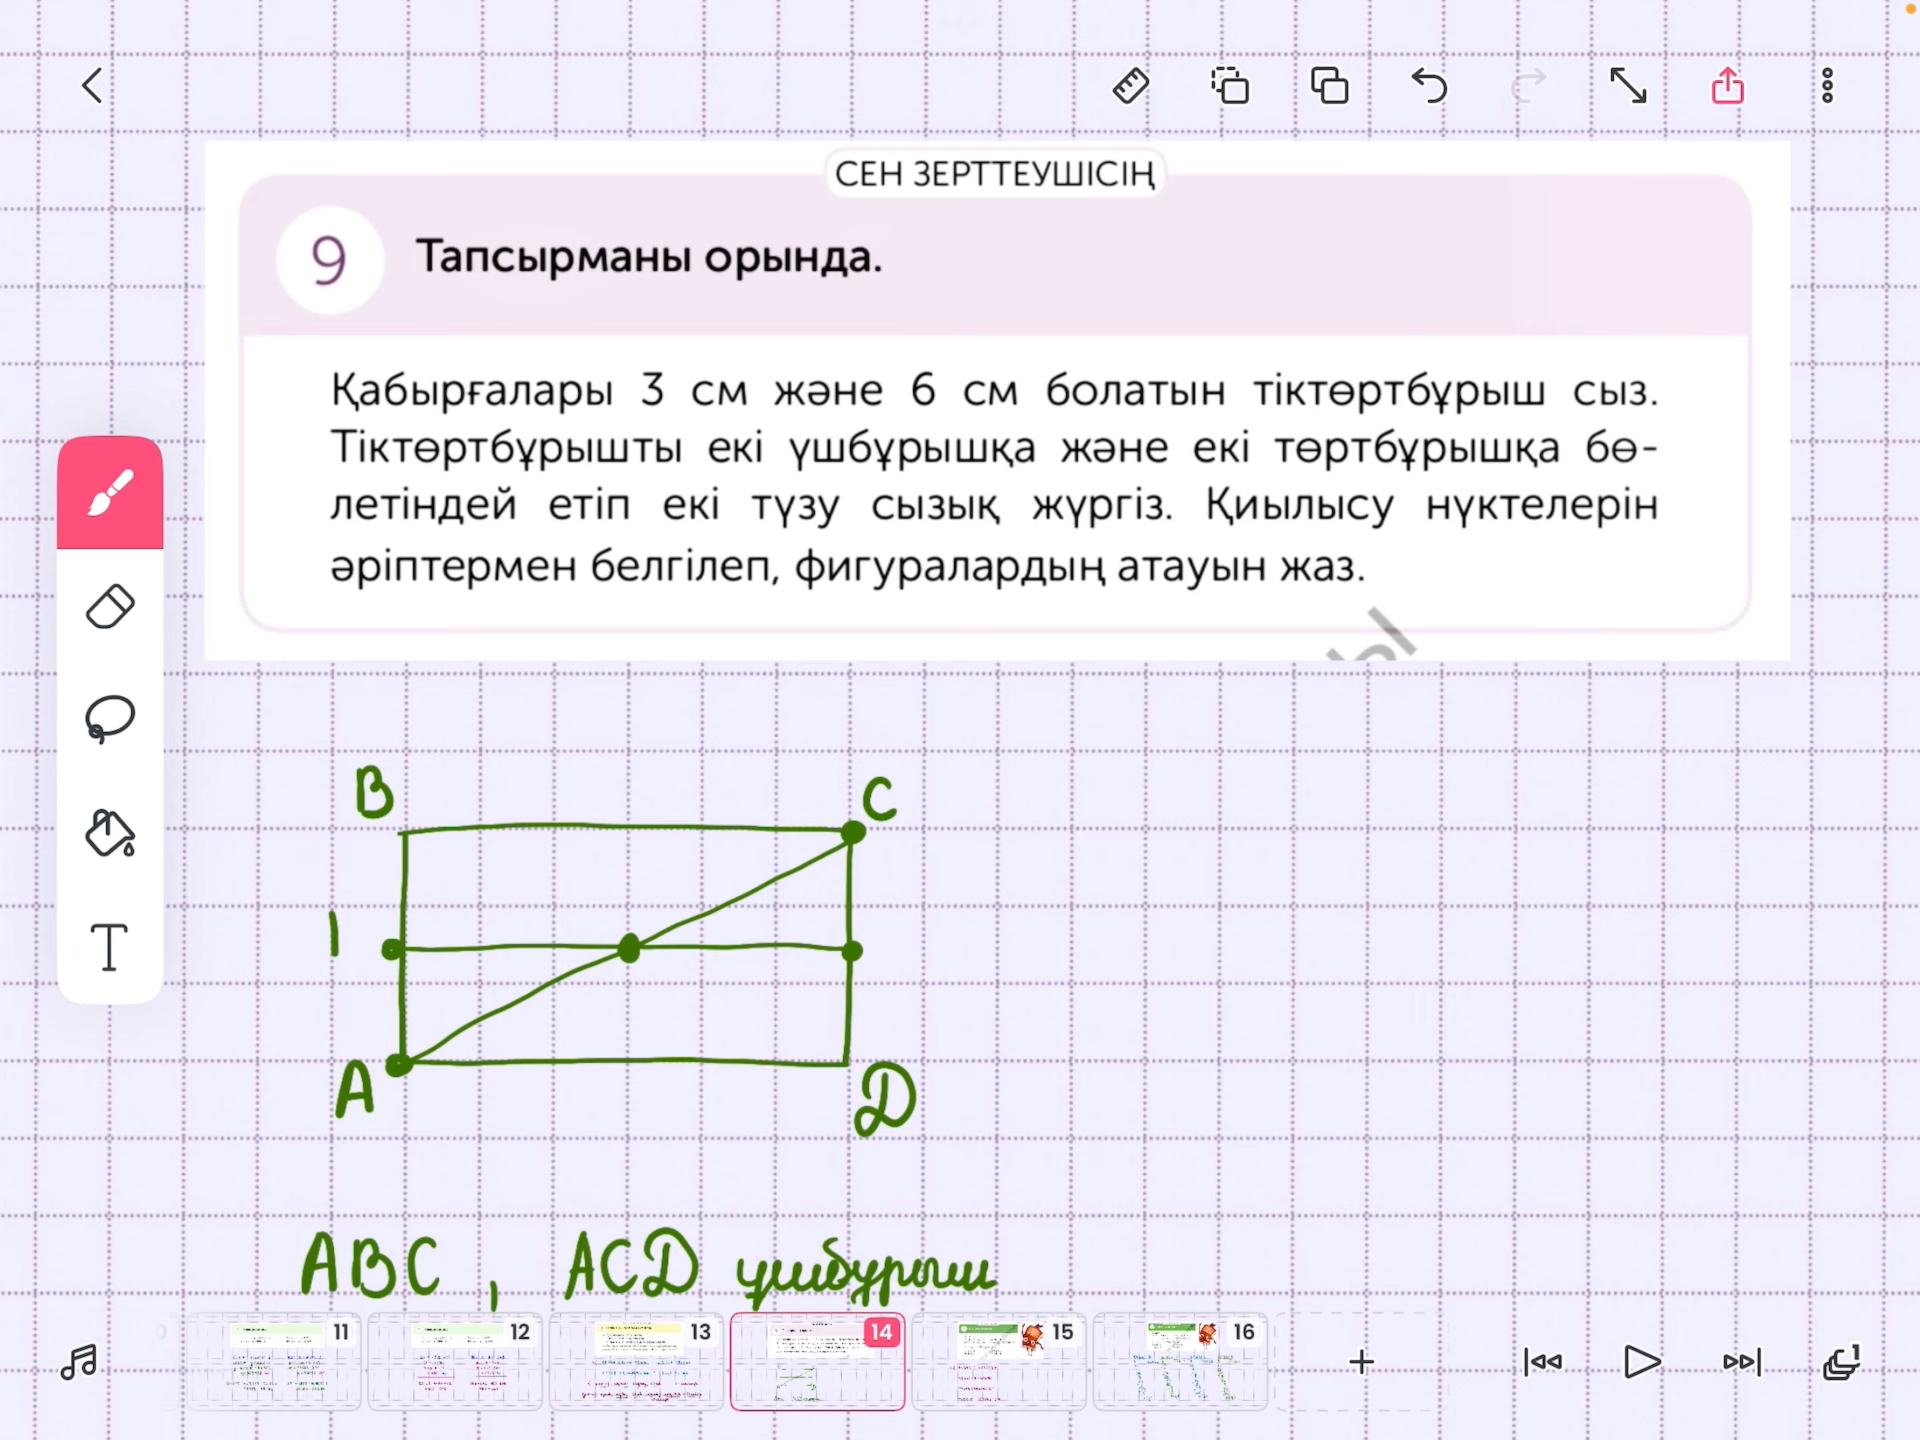 СЕН ЗЕРТТЕУШІСІҢ
9 Тапсырманы орында.
Қабырғалары 3 см және 6 см болатын тіктөртбұрыш сыз.
Тіктөртбұрышты екі үшбұрышқа және екі төртбұрышқа бө-
летіндей етіп екі түзу сызық жүргіз. Қиылысу нүктелерін
әріптермен белгілеп, фигуралардың атауын жаз.
B C
1
A D
ABC, ACD үшбұрыш
T
11 12 13 14 15 16